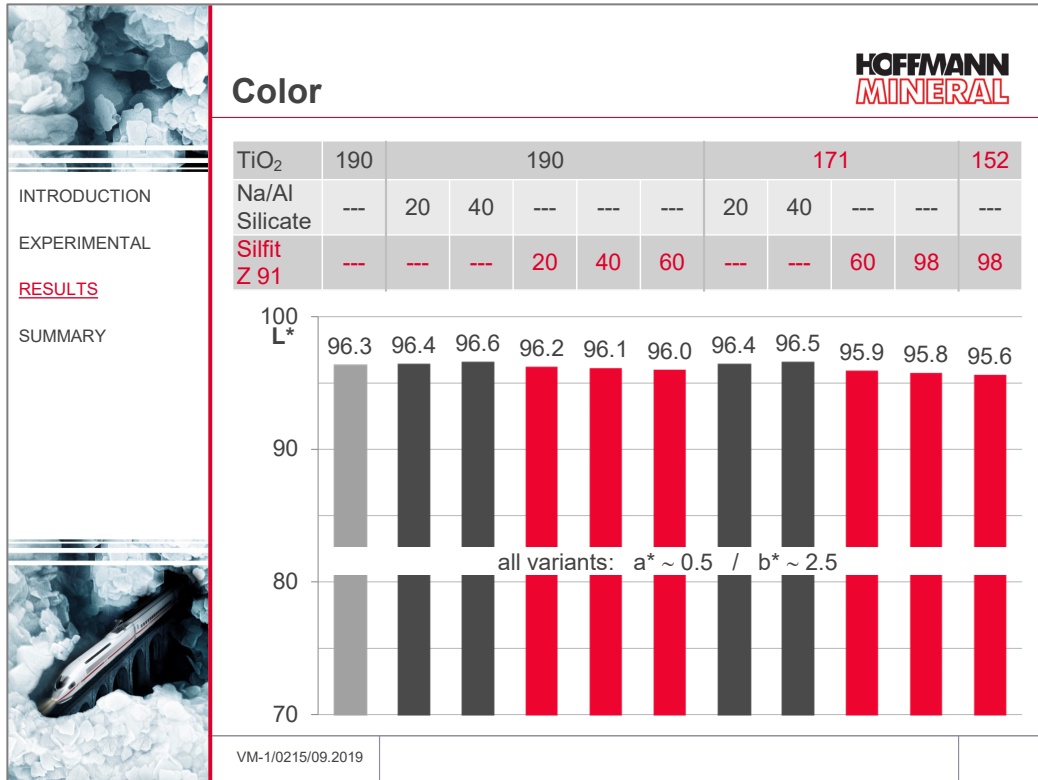 Color
HOFFMANN
MINERAL
INTRODUCTION
EXPERIMENTAL
RESULTS
SUMMARY
TiO₂ 190 190 171 152
Na/Al
Silicate --- 20 40 --- --- --- 20 40 --- --- ---
Silfit
Z 91 --- --- --- 20 40 60 --- --- 60 98 98
100
L*
96.3 96.4 96.6 96.2 96.1 96.0 96.4 96.5 95.9 95.8 95.6
90
all variants: a* ~ 0.5 / b* ~ 2.5
80
70
VM-1/0215/09.2019